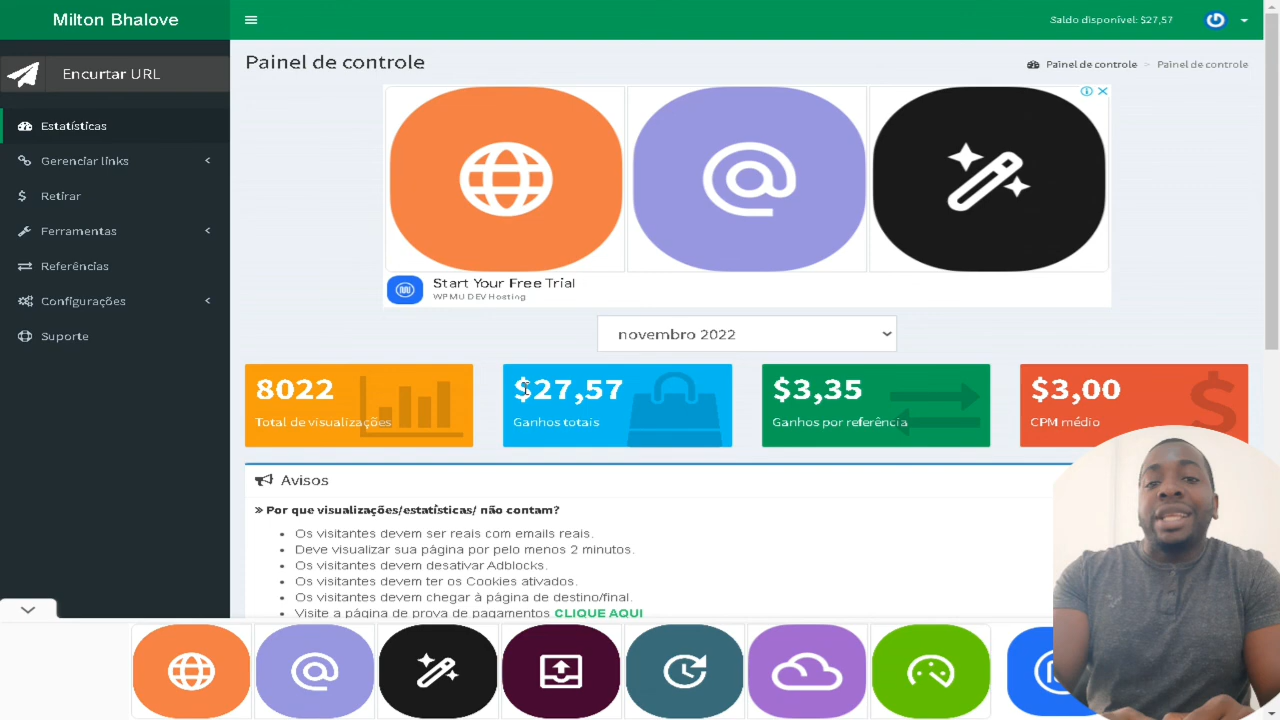 Milton Bhalove
Saldo disponível: $27,57
Encurtar URL
Painel de controle
Painel de controle > Painel de controle
Estatísticas
Gerenciar links
Retirar
Ferramentas
Referências
Configurações
Suporte
Start Your Free Trial
WPMU DEV Hosting
novembro 2022
8022
Total de visualizações
$27,57
Ganhos totais
$3,35
Ganhos por referência
$3,00
CPM médio
Avisos
» Por que visualizações/estatísticas/ não contam?
• Os visitantes devem ser reais com emails reais.
• Deve visualizar sua página por pelo menos 2 minutos.
• Os visitantes devem desativar Adblocks.
• Os visitantes devem ter os Cookies ativados.
• Os visitantes devem chegar à página de destino/final.
• Visite a página de prova de pagamentos CLIQUE AQUI